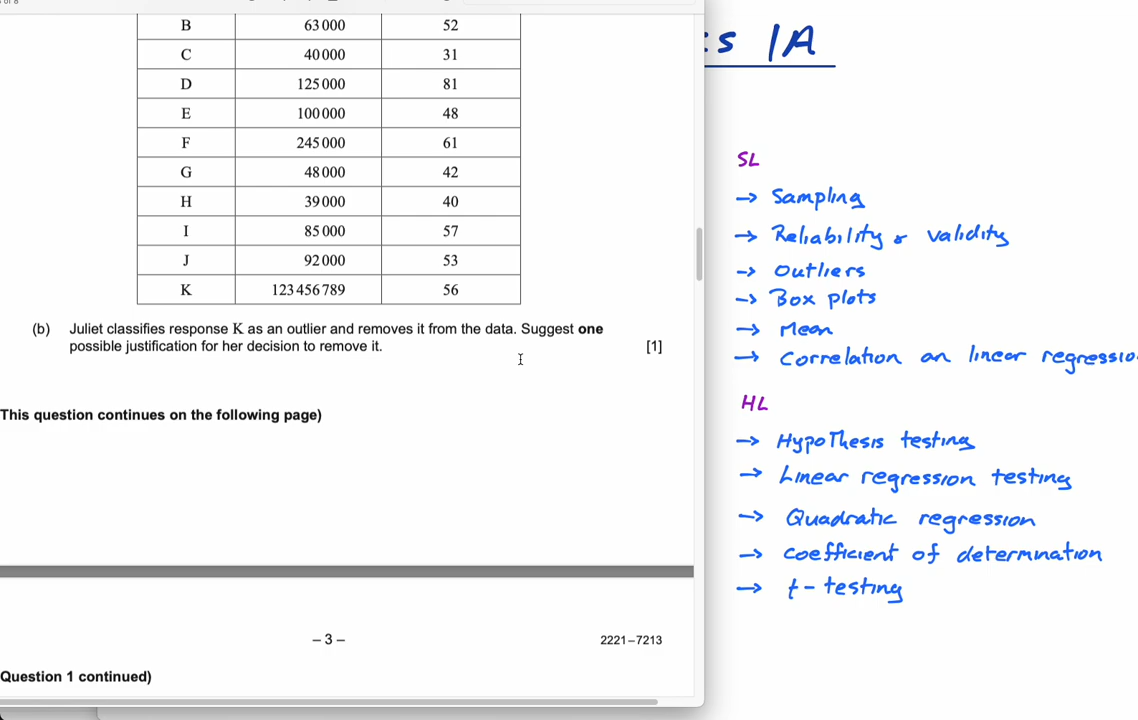 B 63 000 52
C 40 000 31
D 125 000 81
E 100 000 48
F 245 000 61
G 48 000 42
H 39 000 40
I 85 000 57
J 92 000 53
K 123 456 789 56
(b) Juliet classifies response K as an outlier and removes it from the data. Suggest one
possible justification for her decision to remove it. [1]
This question continues on the following page)
– 3 – 2221–7213
Question 1 continued)
cs IA
SL
→ Sampling
→ Reliability & validity
→ Outliers
→ Box plots
→ Mean
→ Correlation an linear regressio
HL
→ Hypothesis testing
→ Linear regression testing
→ Quadratic regression
→ Coefficient of determination
→ t - testing